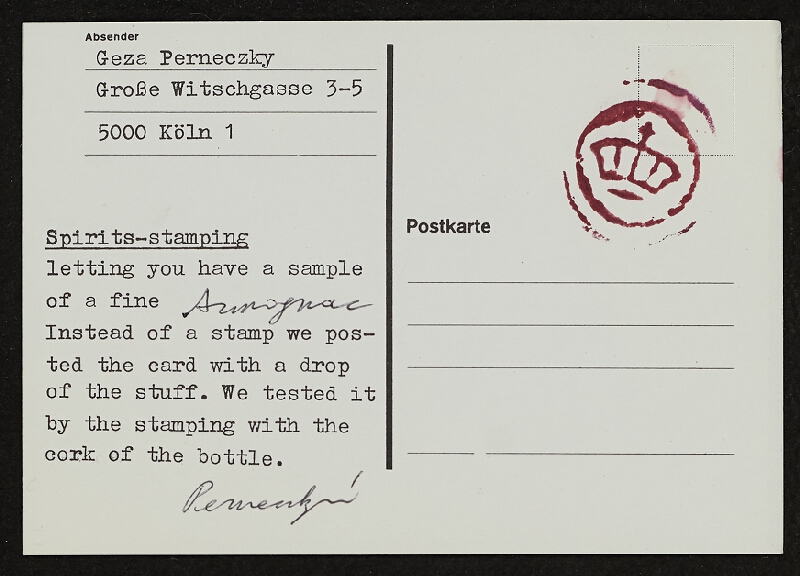 Absender
Geza Perneczky
Große Witschgasse 3-5
5000 Köln 1
Spirits-stamping
letting you have a sample
of a fine Armagnac
Instead of a stamp we pos-
ted the card with a drop
of the stuff. We tested it
by the stamping with the
cork of the bottle.
Perneczky
Postkarte